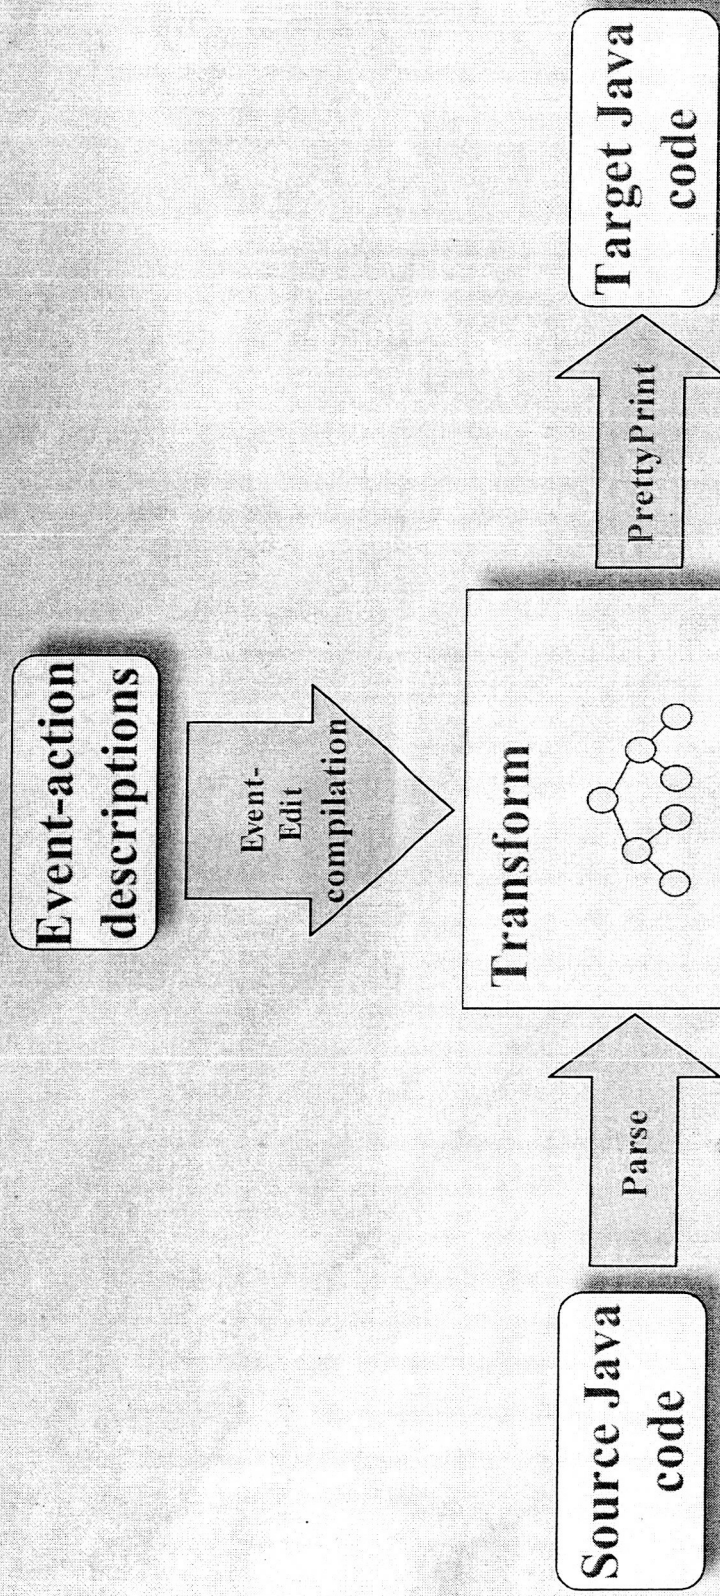 Event-action
descriptions
Event-
Edit
compilation
Source Java
code
Parse
Transform
PrettyPrint
Target Java
code